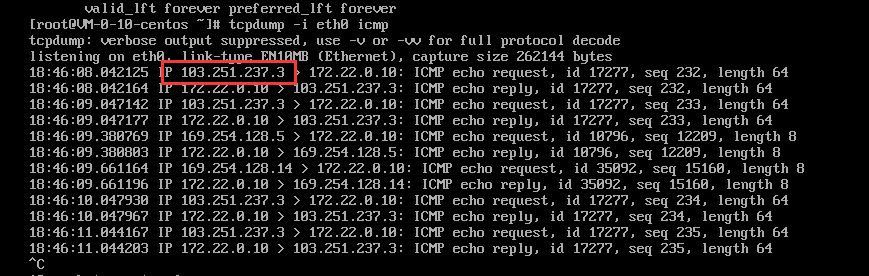 valid_lft forever preferred_lft forever
[root@VM-0-10-centos ~]# tcpdump -i eth0 icmp
tcpdump: verbose output suppressed, use -v or -vv for full protocol decode
listening on eth0, link-type EN10MB (Ethernet), capture size 262144 bytes
18:46:08.042125 IP 103.251.237.3 > 172.22.0.10: ICMP echo request, id 17277, seq 232, length 64
18:46:08.042164 IP 172.22.0.10 > 103.251.237.3: ICMP echo reply, id 17277, seq 232, length 64
18:46:09.047142 IP 103.251.237.3 > 172.22.0.10: ICMP echo request, id 17277, seq 233, length 64
18:46:09.047177 IP 172.22.0.10 > 103.251.237.3: ICMP echo reply, id 17277, seq 233, length 64
18:46:09.380769 IP 169.254.128.5 > 172.22.0.10: ICMP echo request, id 10796, seq 12209, length 8
18:46:09.380803 IP 172.22.0.10 > 169.254.128.5: ICMP echo reply, id 10796, seq 12209, length 8
18:46:09.661164 IP 169.254.128.14 > 172.22.0.10: ICMP echo request, id 35092, seq 15160, length 8
18:46:09.661196 IP 172.22.0.10 > 169.254.128.14: ICMP echo reply, id 35092, seq 15160, length 8
18:46:10.047930 IP 103.251.237.3 > 172.22.0.10: ICMP echo request, id 17277, seq 234, length 64
18:46:10.047967 IP 172.22.0.10 > 103.251.237.3: ICMP echo reply, id 17277, seq 234, length 64
18:46:11.044167 IP 103.251.237.3 > 172.22.0.10: ICMP echo request, id 17277, seq 235, length 64
18:46:11.044203 IP 172.22.0.10 > 103.251.237.3: ICMP echo reply, id 17277, seq 235, length 64
^C